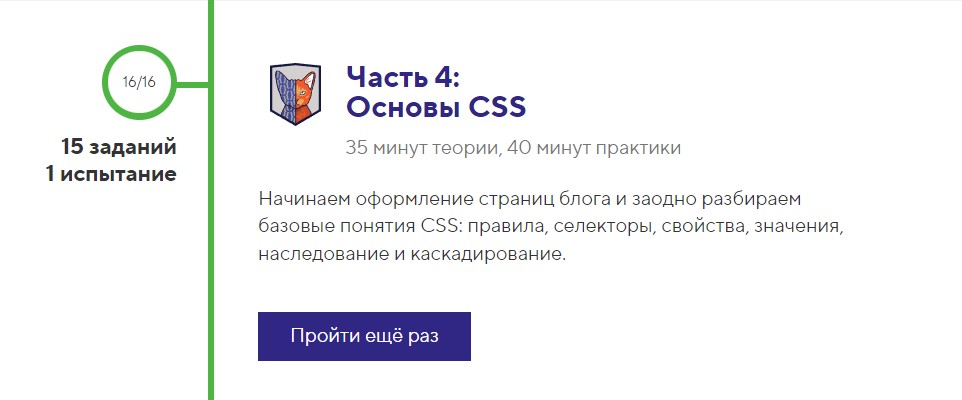 16/16
15 заданий
1 испытание
Часть 4:
Основы CSS
35 минут теории, 40 минут практики
Начинаем оформление страниц блога и заодно разбираем
базовые понятия CSS: правила, селекторы, свойства, значения,
наследование и каскадирование.
Пройти ещё раз